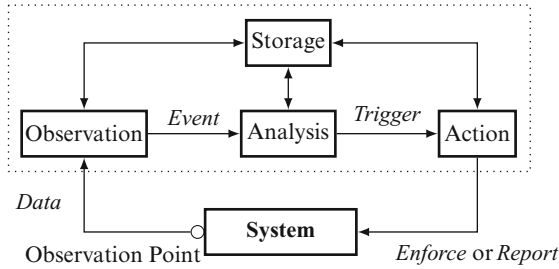 Storage
Observation
Event
Analysis
Trigger
Action
Data
System
Observation Point
Enforce or Report